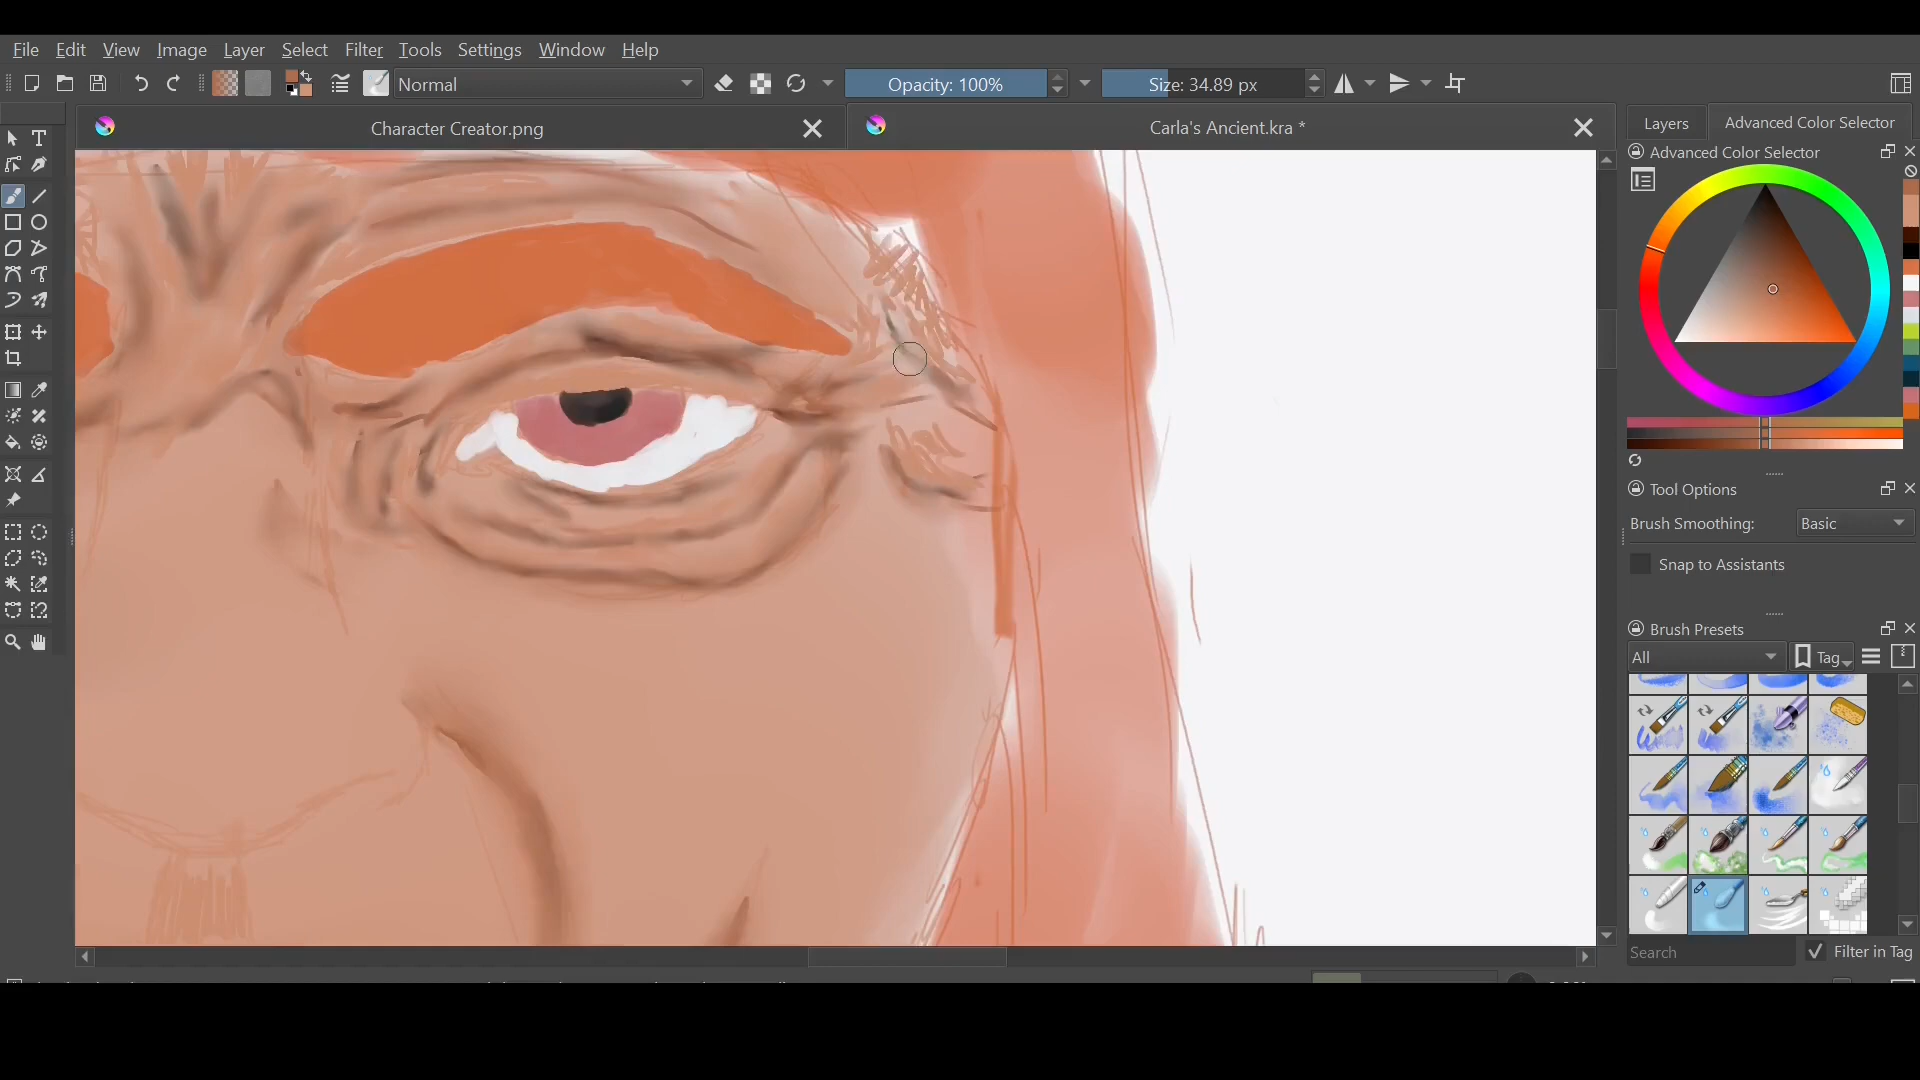 File Edit View Image Layer Select Filter Tools Settings Window Help
Normal Opacity: 100% Size: 34.89 px
Character Creator.png Carla's Ancient.kra * Layers Advanced Color Selector
Advanced Color Selector
Tool Options
Brush Smoothing: Basic
Snap to Assistants
Brush Presets
All Tag
Search Filter in Tag